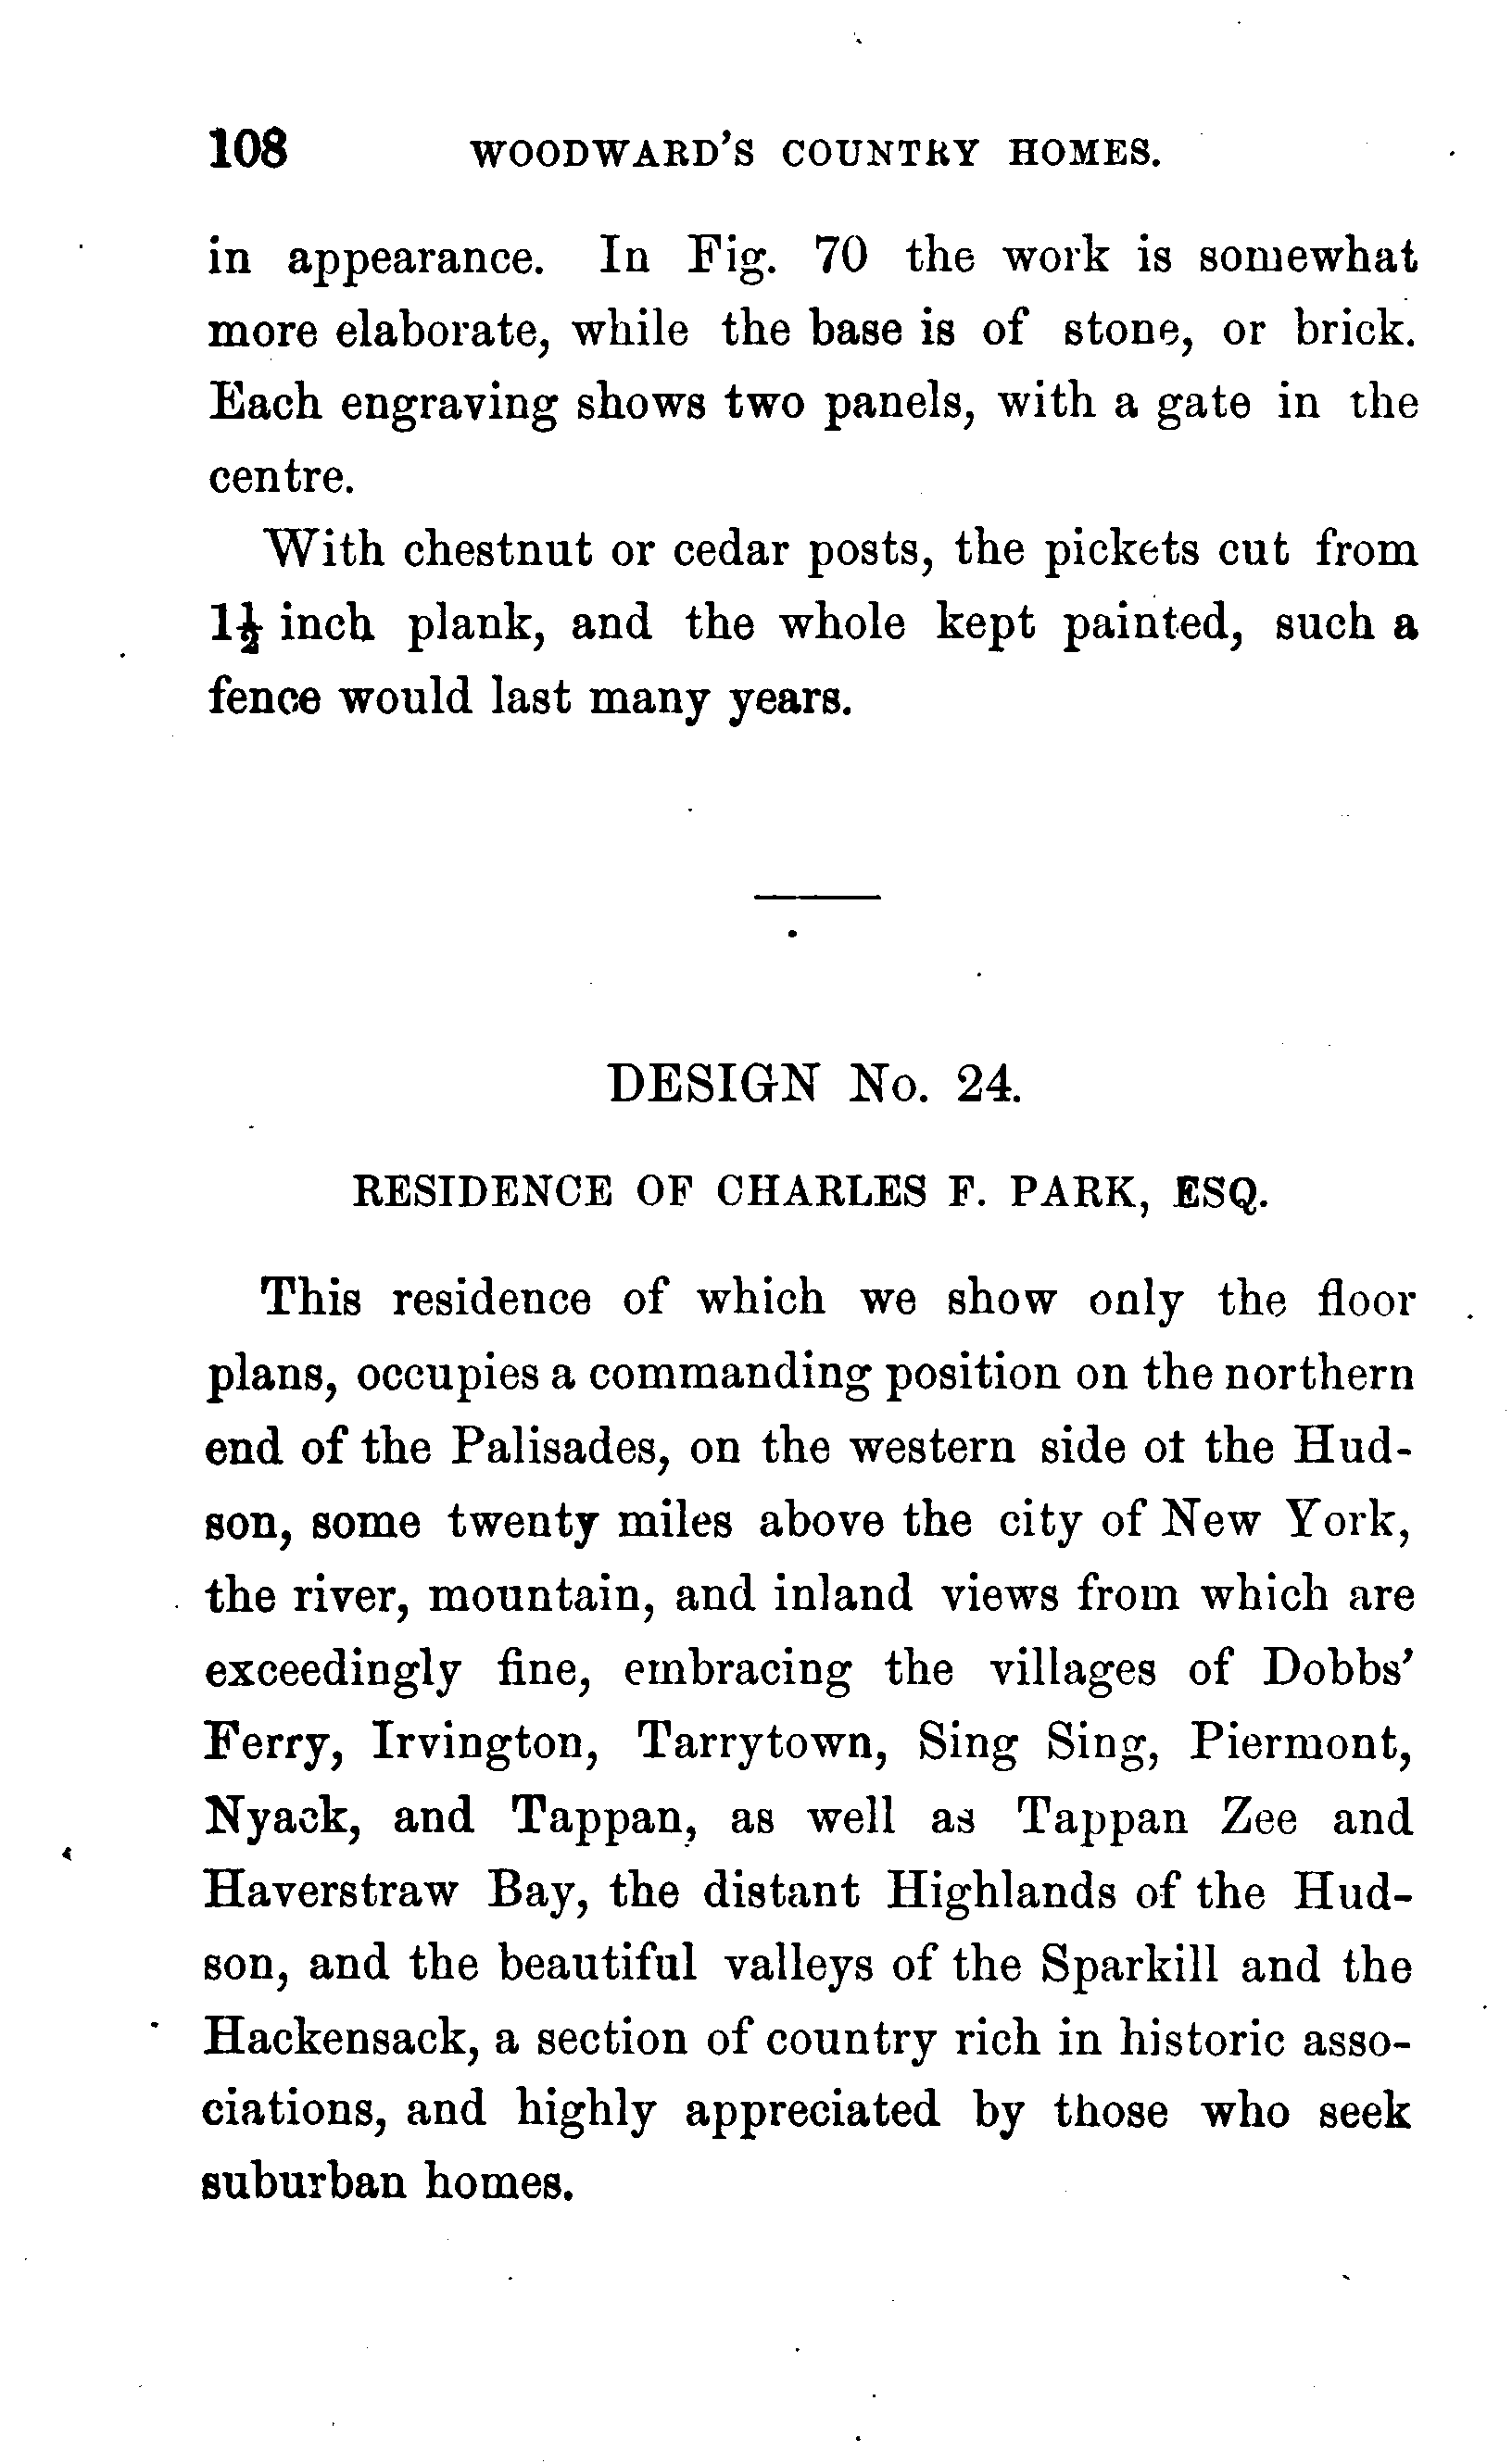 108 WOODWARD'S COUNTRY HOMES.
in appearance. In Fig. 70 the work is somewhat
more elaborate, while the base is of stone, or brick.
Each engraving shows two panels, with a gate in the
centre.
With chestnut or cedar posts, the pickets cut from
1½ inch plank, and the whole kept painted, such a
fence would last many years.
DESIGN No. 24.
RESIDENCE OF CHARLES F. PARK, ESQ.
This residence of which we show only the floor
plans, occupies a commanding position on the northern
end of the Palisades, on the western side of the Hud-
son, some twenty miles above the city of New York,
the river, mountain, and inland views from which are
exceedingly fine, embracing the villages of Dobbs'
Ferry, Irvington, Tarrytown, Sing Sing, Piermont,
Nyack, and Tappan, as well as Tappan Zee and
Haverstraw Bay, the distant Highlands of the Hud-
son, and the beautiful valleys of the Sparkill and the
Hackensack, a section of country rich in historic asso-
ciations, and highly appreciated by those who seek
suburban homes.